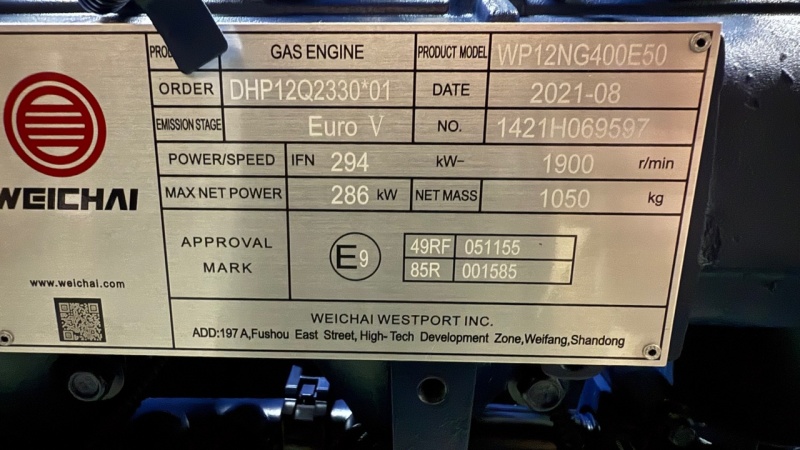 PROD GAS ENGINE PRODUCT MODEL WP12NG400E50
ORDER DHP12Q2330*01 DATE 2021-08
EMISSION STAGE Euro V NO. 1421H069597
POWER/SPEED IFN 294 kW- 1900 r/min
MAX NET POWER 286 kW NET MASS 1050 kg
WEICHAI
www.weichai.com
APPROVAL
MARK
E9
49RF 051155
85R 001585
WEICHAI WESTPORT INC.
ADD:197 A,Fushou East Street, High-Tech Development Zone,Weifang,Shandong